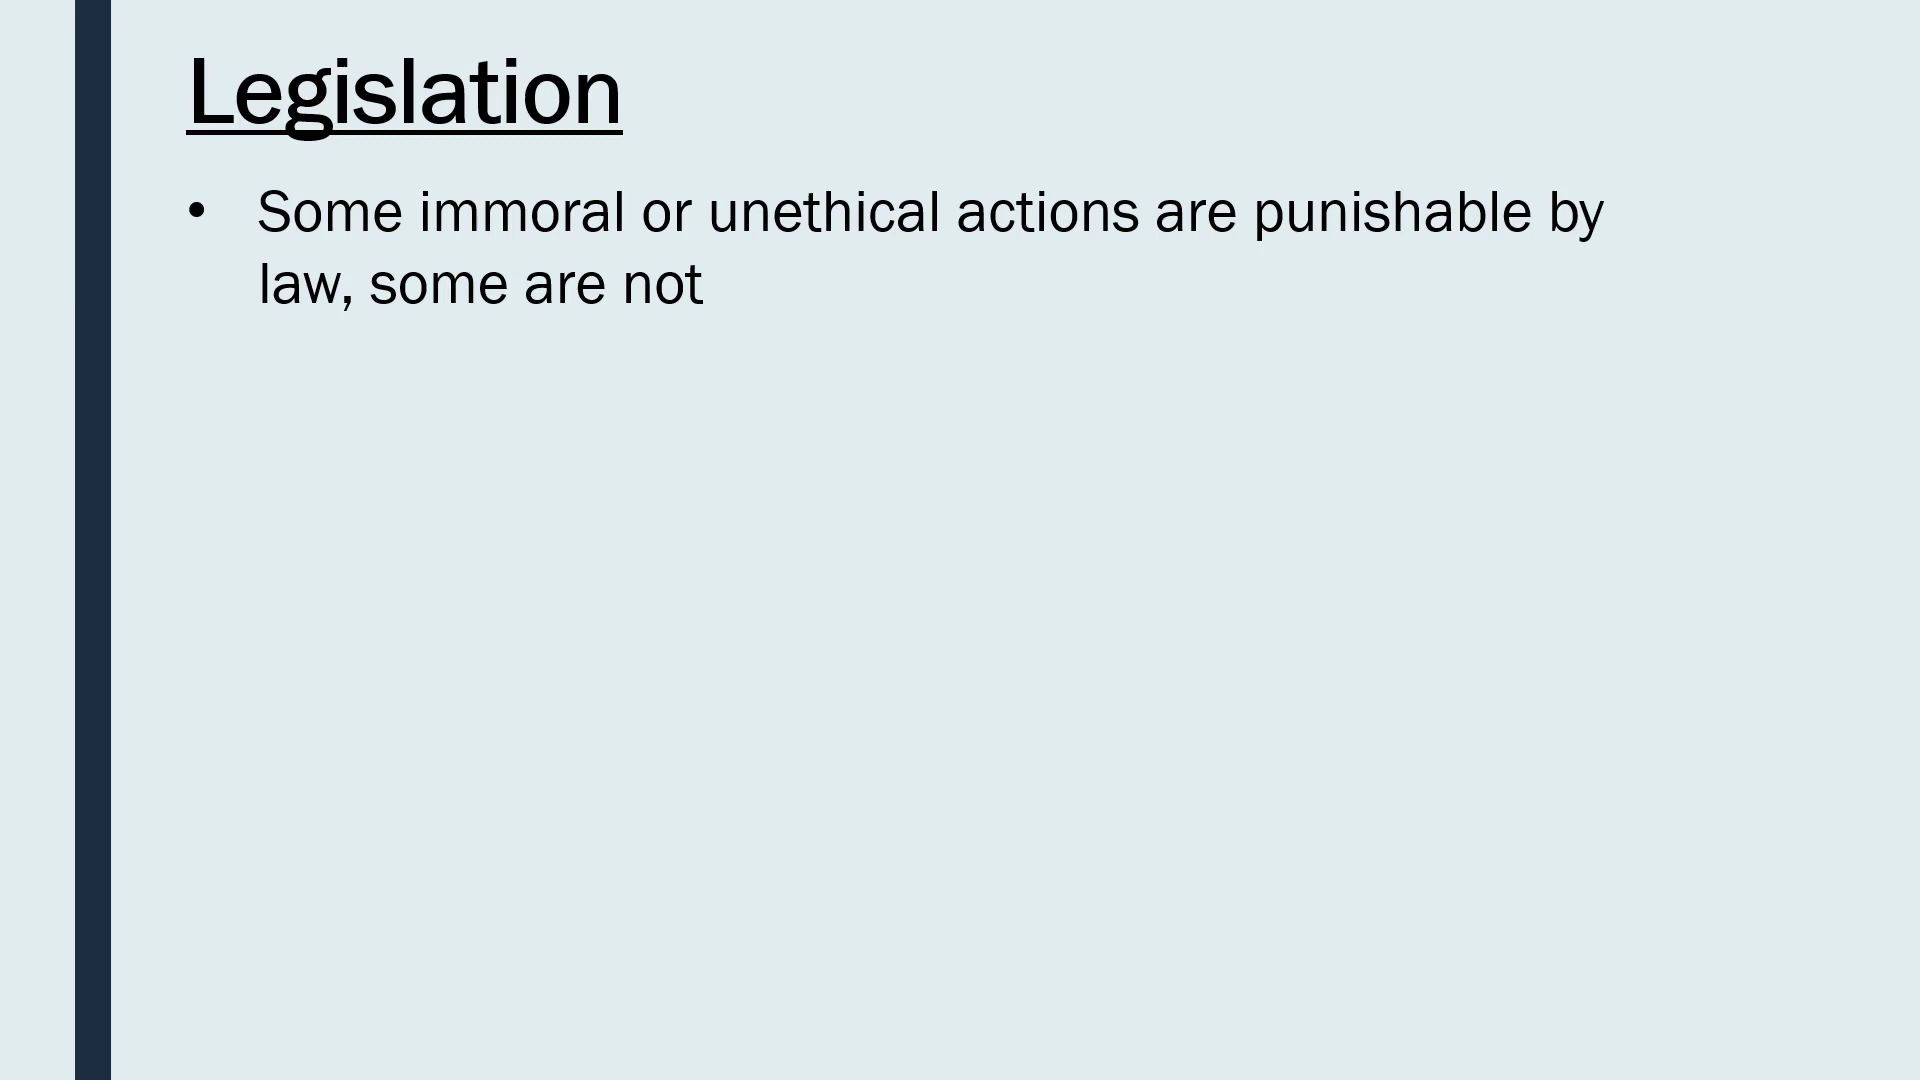 Legislation
• Some immoral or unethical actions are punishable by
law, some are not